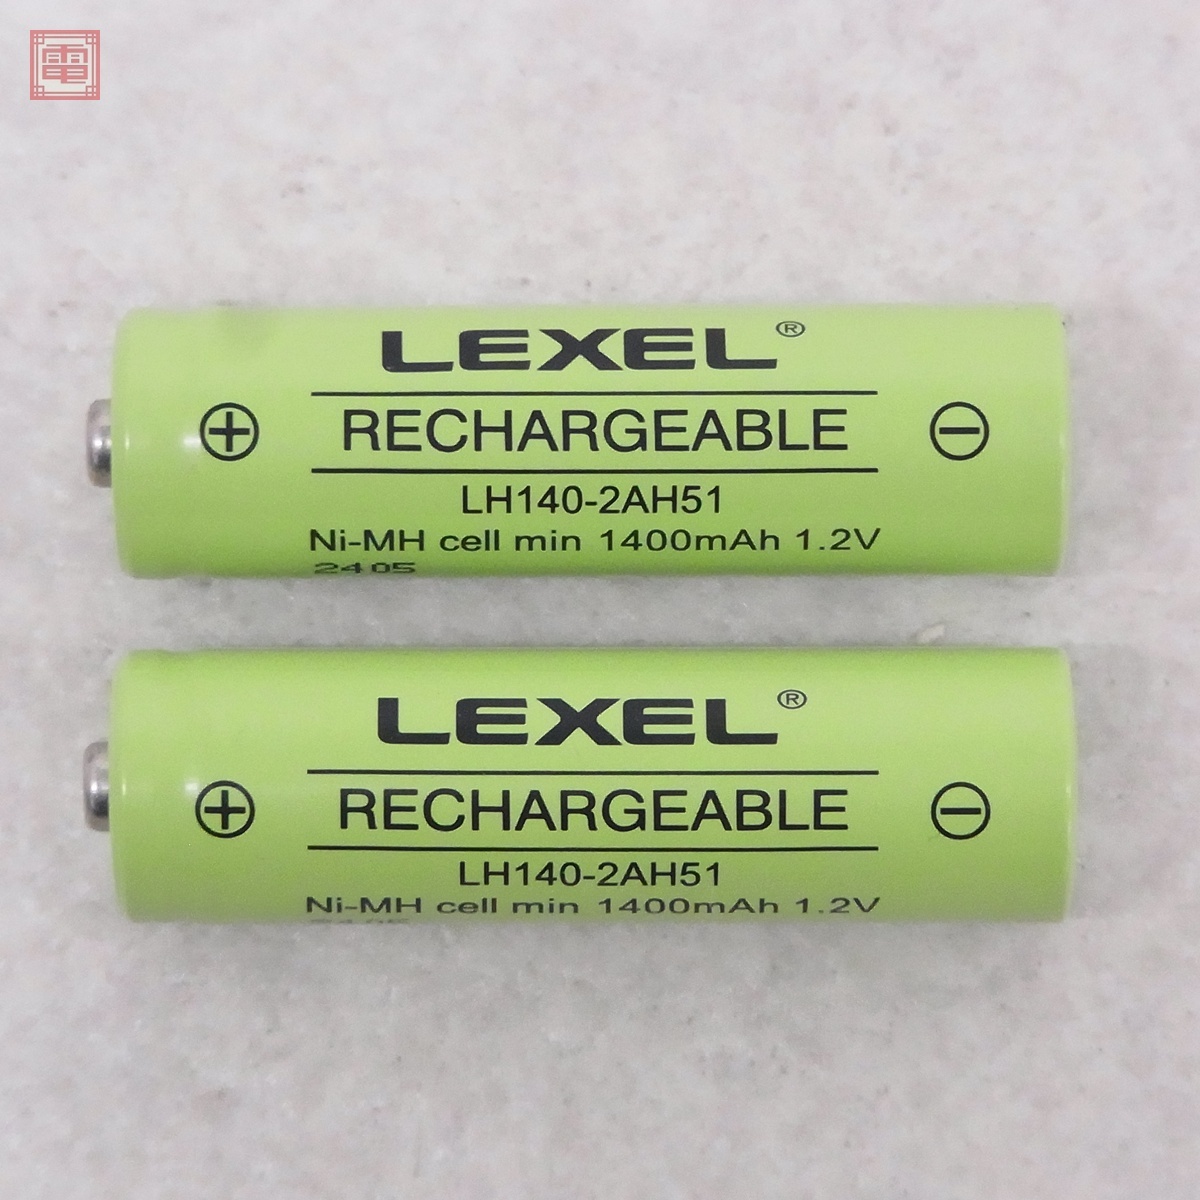 電
LEXEL®
RECHARGEABLE
LH140-2AH51
Ni-MH cell min 1400mAh 1.2V
2405
LEXEL®
RECHARGEABLE
LH140-2AH51
Ni-MH cell min 1400mAh 1.2V